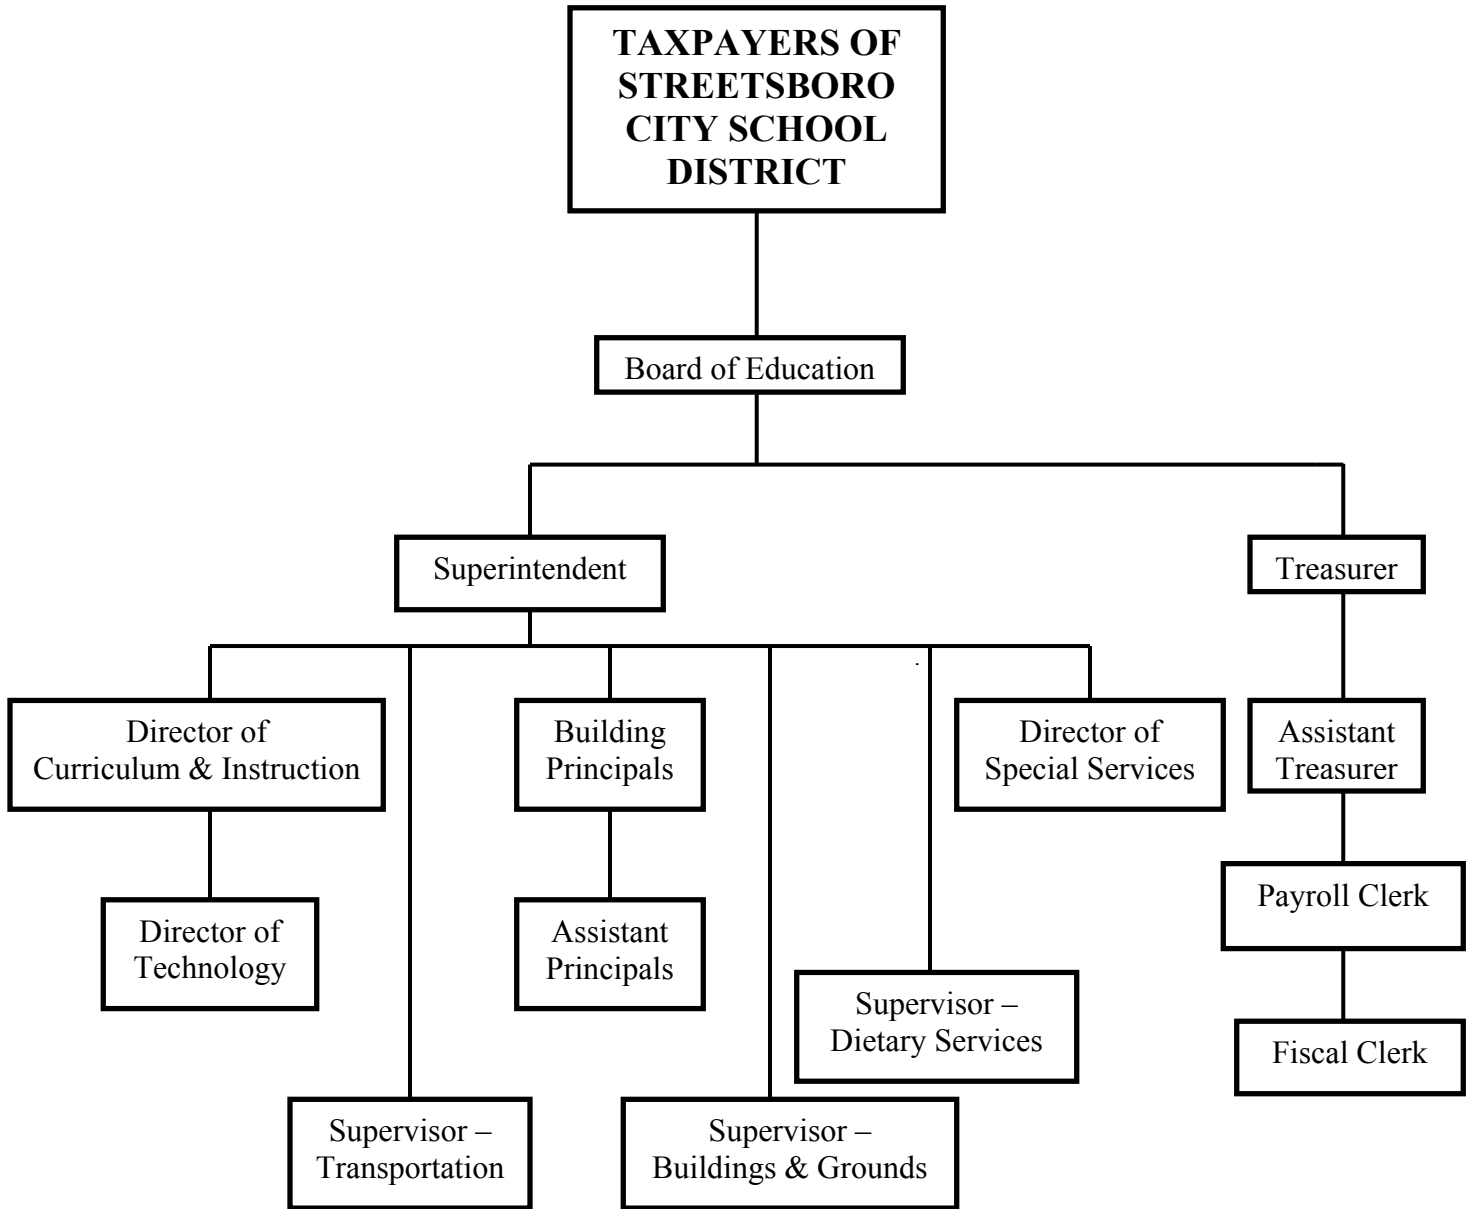 TAXPAYERS OF
STREETSBORO
CITY SCHOOL
DISTRICT
Board of Education
Superintendent
Treasurer
Director of
Curriculum & Instruction
Building
Principals
Director of
Special Services
Assistant
Treasurer
Payroll Clerk
Director of
Technology
Assistant
Principals
Supervisor –
Dietary Services
Fiscal Clerk
Supervisor –
Transportation
Supervisor –
Buildings & Grounds